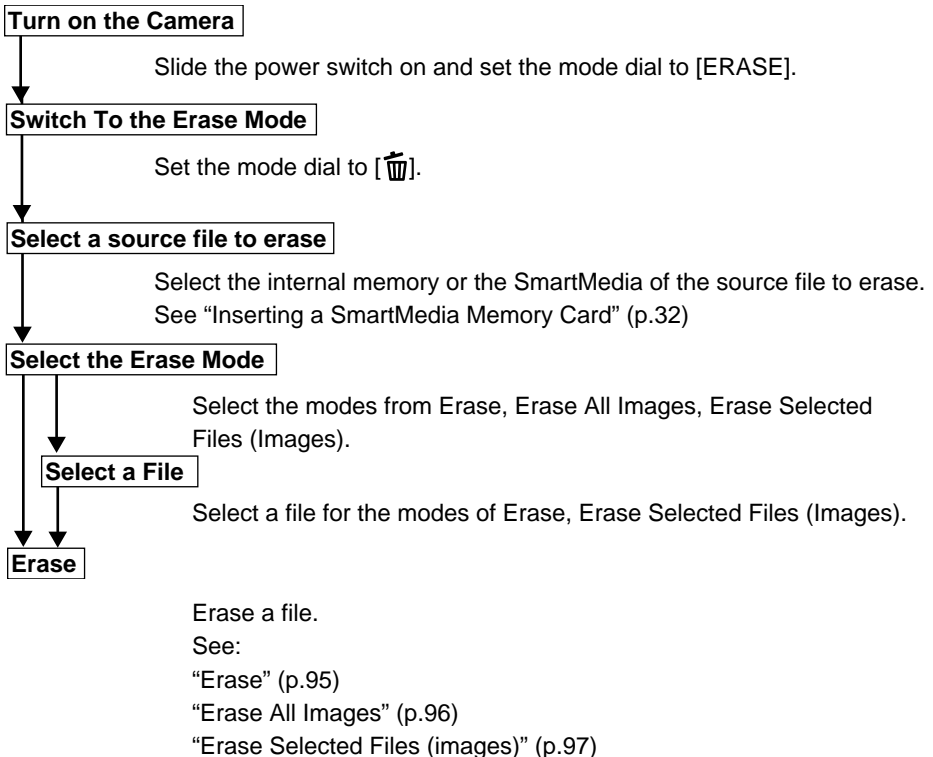 Turn on the Camera
Slide the power switch on and set the mode dial to [ERASE].
Switch To the Erase Mode
Set the mode dial to [🗑].
Select a source file to erase
Select the internal memory or the SmartMedia of the source file to erase.
See “Inserting a SmartMedia Memory Card” (p.32)
Select the Erase Mode
Select the modes from Erase, Erase All Images, Erase Selected
Files (Images).
Select a File
Select a file for the modes of Erase, Erase Selected Files (Images).
Erase
Erase a file.
See:
“Erase” (p.95)
“Erase All Images” (p.96)
“Erase Selected Files (images)” (p.97)